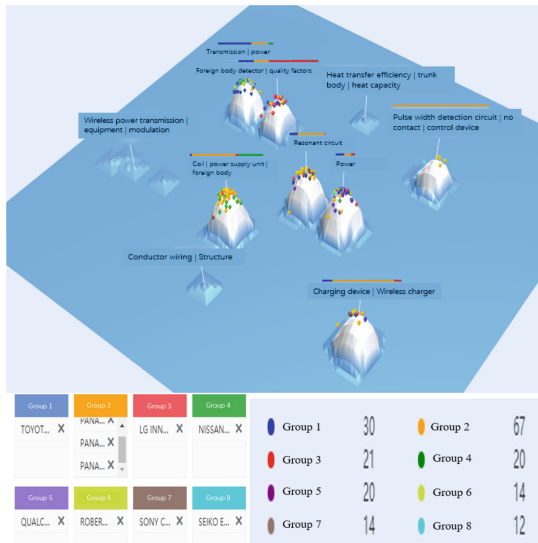 Transmission | power
Foreign body detector | quality factors
Heat transfer efficiency | trunk
body | heat capacity
Wireless power transmission |
equipment | modulation
Pulse width detection circuit | no
contact | control device
Resonant circuit
Coil | power supply unit |
foreign body
Power
Conductor wiring | Structure
Charging device | Wireless charger
Group 1 Group 2 Group 3 Group 4
TOYOT... X PANA... X LG INN... X NISSAN... X
PANA... X
PANA... X
Group 5 Group 6 Group 7 Group 8
QUALC... X ROBER... X SONY C... X SEIKO E... X
Group 1 30 Group 2 67
Group 3 21 Group 4 20
Group 5 20 Group 6 14
Group 7 14 Group 8 12